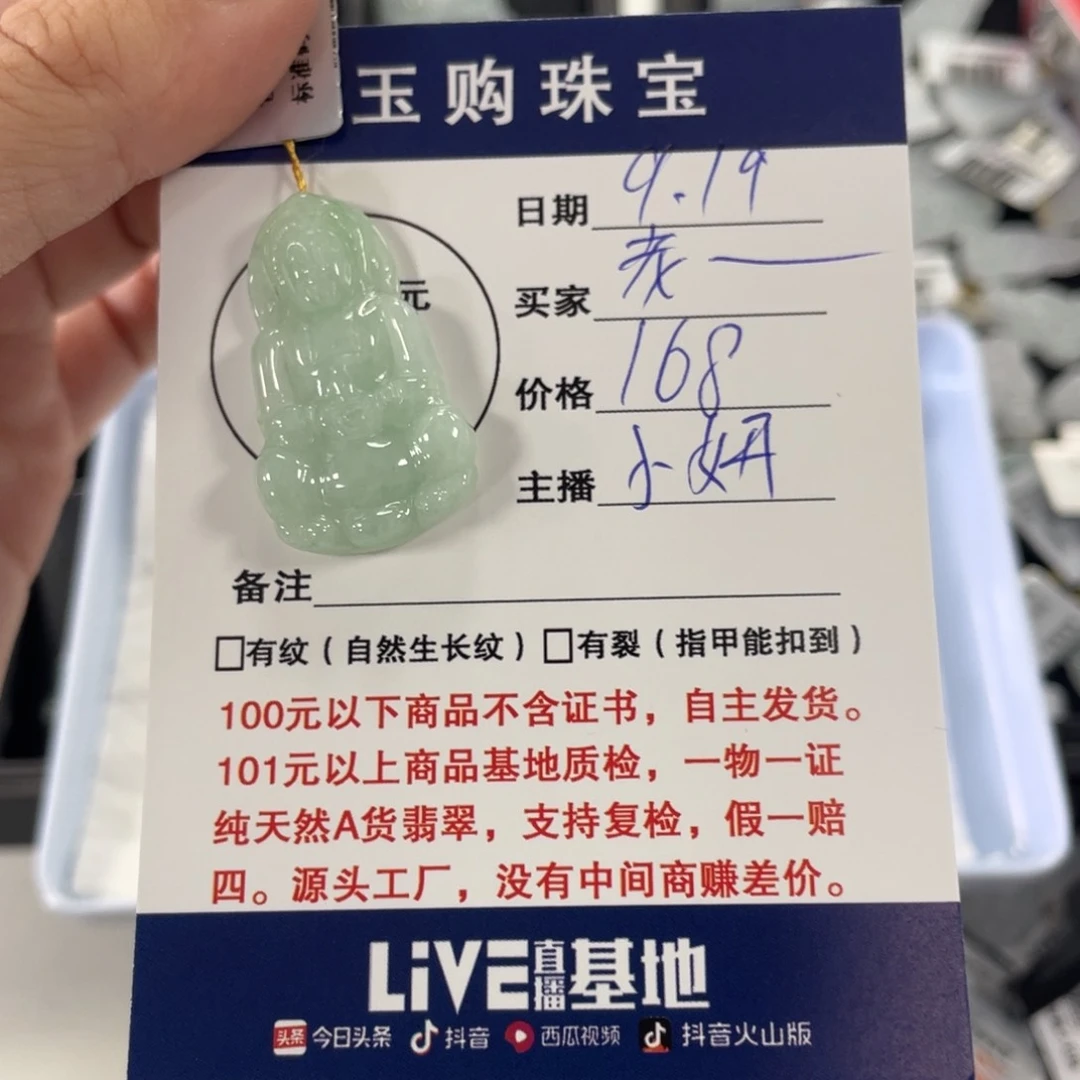 标准
玉购珠宝
日期 9.19
元
买家
价格 168
主播 小妍
备注
□有纹（自然生长纹）□有裂（指甲能扣到）
100元以下商品不含证书，自主发货。
101元以上商品基地质检，一物一证
纯天然A货翡翠，支持复检，假一赔
四。源头工厂，没有中间商赚差价。
LiVE直播基地
头条 今日头条 抖音 西瓜视频 抖音火山版